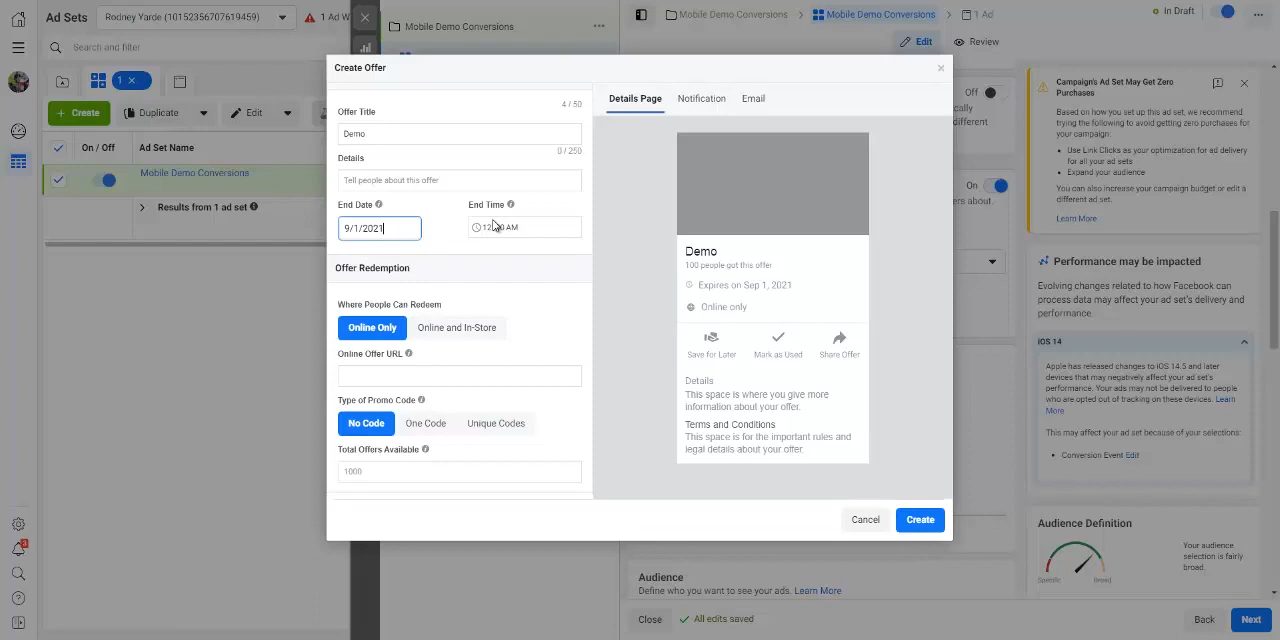 Ad Sets
Rodney Yarde (10152356707619459)
1 Ad W
Search and filter
1 ×
+ Create
Duplicate
Edit
On / Off
Ad Set Name
Mobile Demo Conversions
Results from 1 ad set
3
Mobile Demo Conversions
Mobile Demo Conversions
Mobile Demo Conversions
1 Ad
In Draft
Edit
Review
Create Offer
4 / 50
Offer Title
Demo
0 / 250
Details
Tell people about this offer
End Date
End Time
9/1/2021
AM
Offer Redemption
Where People Can Redeem
Online Only
Online and In-Store
Online Offer URL
Type of Promo Code
No Code
One Code
Unique Codes
Total Offers Available
1000
Details Page
Notification
Email
Demo
100 people got this offer
Expires on Sep 1, 2021
Online only
Save for Later
Mark as Used
Share Offer
Details
This space is where you give more
information about your offer.
Terms and Conditions
This space is for the important rules and
legal details about your offer.
Cancel
Create
Off
cally
different
On
ers about.
Audience
Define who you want to see your ads. Learn More
Close
All edits saved
Back
Next
Campaign's Ad Set May Get Zero
Purchases
Based on how you set up this ad set, we recommend
trying the following to avoid getting zero purchases for
your campaign:
Use Link Clicks as your optimization for ad delivery
for all your ad sets
Expand your audience
You can also increase your campaign budget or edit a
different ad set.
Learn More
Performance may be impacted
Evolving changes related to how Facebook can
process data may affect your ad set's delivery and
performance.
iOS 14
Apple has released changes to iOS 14.5 and later
devices that may negatively affect your ad set's
performance. Your ads may not be delivered to people
who are opted out of tracking on these devices. Learn
More
This may affect your ad set because of your selections:
Conversion Event Edit
Audience Definition
Specific
Broad
Your audience
selection is fairly
broad.